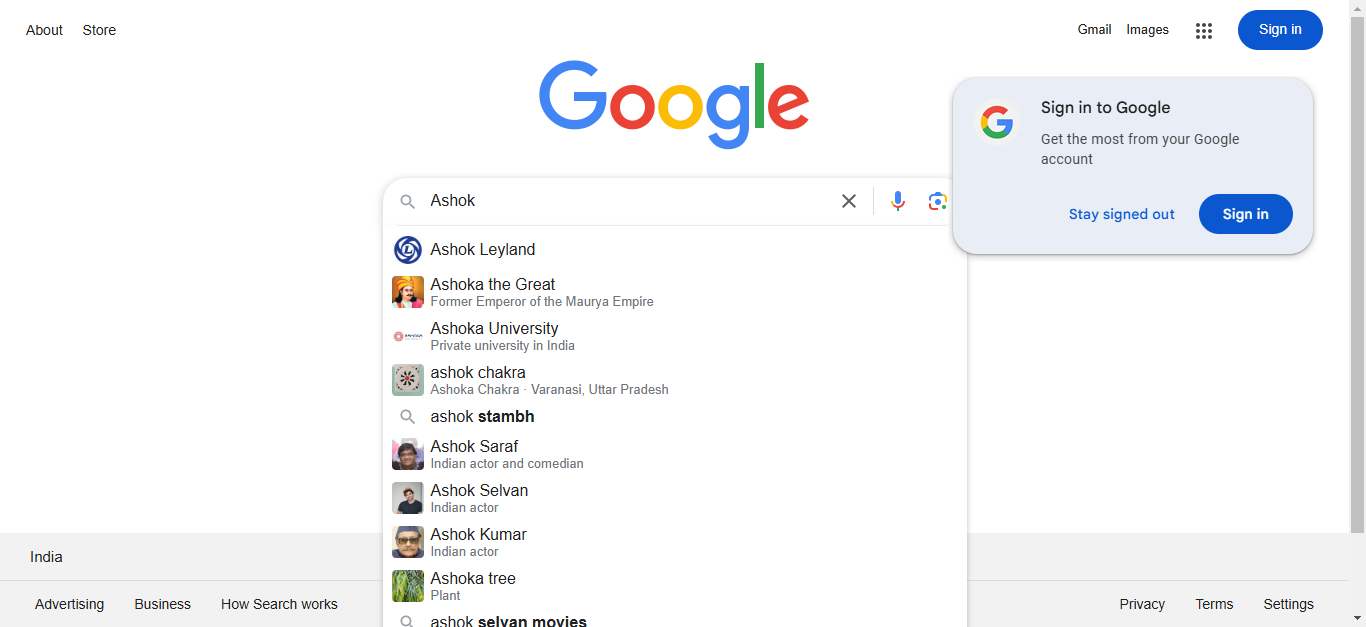 About Store Gmail Images Sign in
Google
Sign in to Google
Get the most from your Google
account
Stay signed out Sign in
Ashok
Ashok Leyland
Ashoka the Great
Former Emperor of the Maurya Empire
Ashoka University
Private university in India
ashok chakra
Ashoka Chakra · Varanasi, Uttar Pradesh
ashok stambh
Ashok Saraf
Indian actor and comedian
Ashok Selvan
Indian actor
Ashok Kumar
Indian actor
Ashoka tree
Plant
ashok selvan movies
India
Advertising Business How Search works Privacy Terms Settings